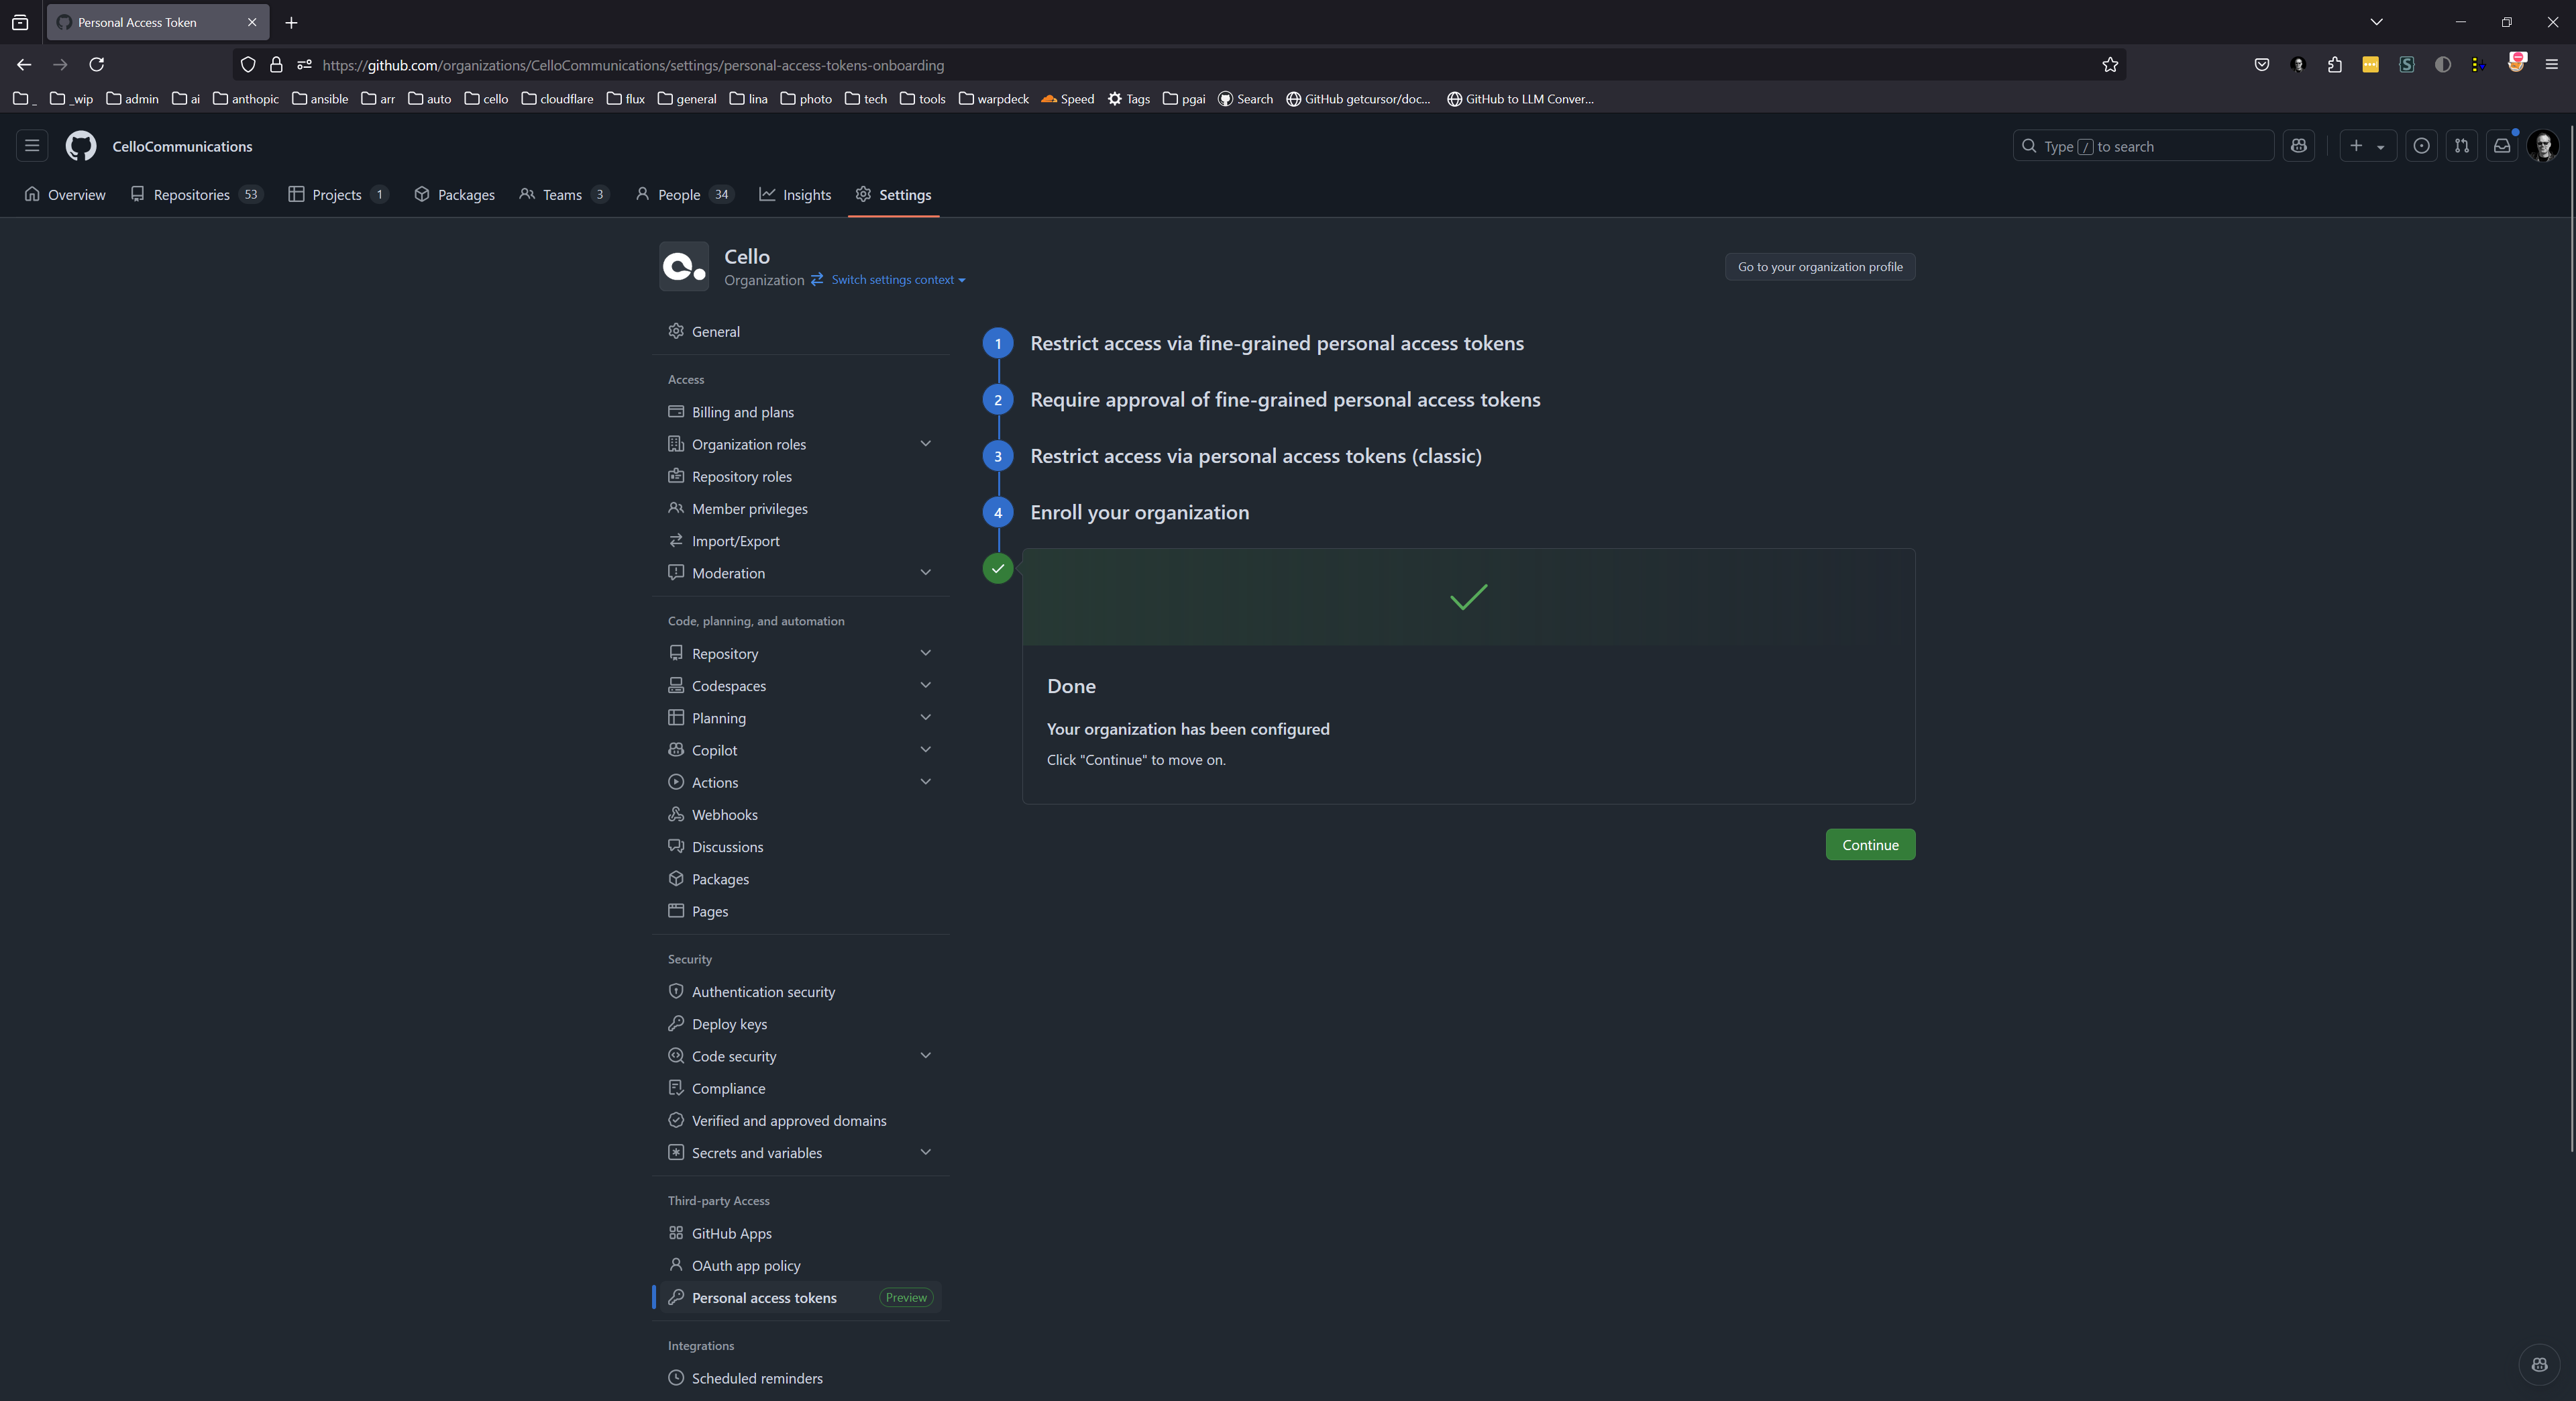 Personal Access Token
https://github.com/organizations/CelloCommunications/settings/personal-access-tokens-onboarding
_ _wip admin ai anthopic ansible arr auto cello cloudflare flux general lina photo tech tools warpdeck Speed Tags pgai Search GitHub getcursor/doc... GitHub to LLM Conver...
CelloCommunications
Type / to search
Overview Repositories 53 Projects 1 Packages Teams 3 People 34 Insights Settings
Cello
Organization Switch settings context
Go to your organization profile
General
Access
Billing and plans
Organization roles
Repository roles
Member privileges
Import/Export
Moderation
Code, planning, and automation
Repository
Codespaces
Planning
Copilot
Actions
Webhooks
Discussions
Packages
Pages
Security
Authentication security
Deploy keys
Code security
Compliance
Verified and approved domains
Secrets and variables
Third-party Access
GitHub Apps
OAuth app policy
Personal access tokens Preview
Integrations
Scheduled reminders
1 Restrict access via fine-grained personal access tokens
2 Require approval of fine-grained personal access tokens
3 Restrict access via personal access tokens (classic)
4 Enroll your organization
Done
Your organization has been configured
Click "Continue" to move on.
Continue